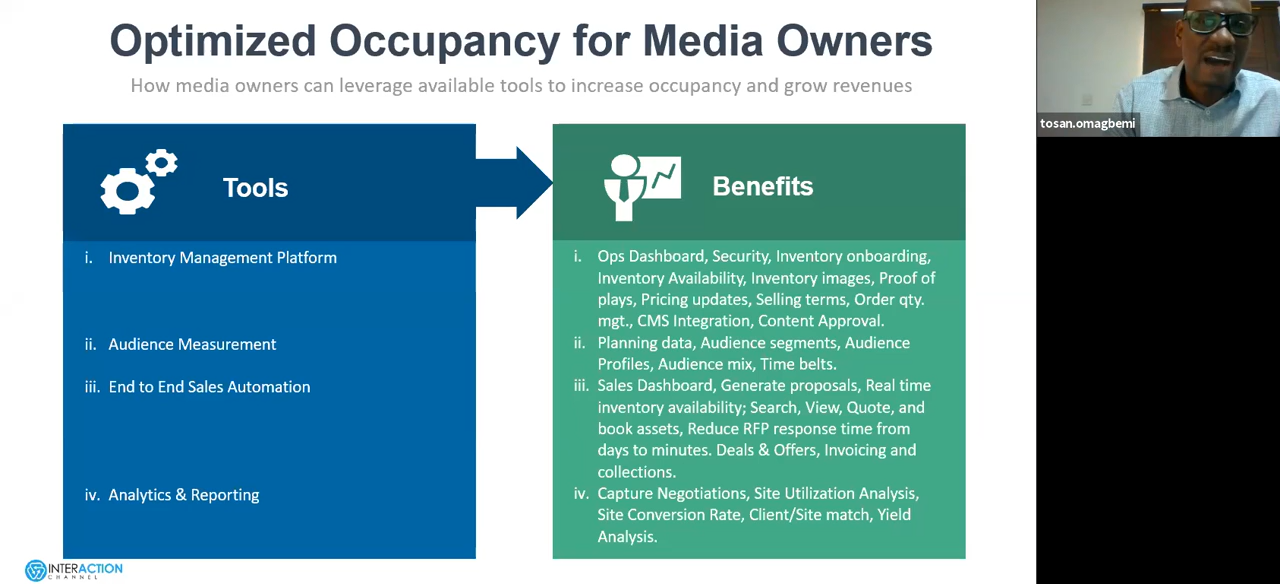 Optimized Occupancy for Media Owners
How media owners can leverage available tools to increase occupancy and grow revenues
tosan.omagbemi
Tools
i. Inventory Management Platform
ii. Audience Measurement
iii. End to End Sales Automation
iv. Analytics & Reporting
Benefits
i. Ops Dashboard, Security, Inventory onboarding,
Inventory Availability, Inventory images, Proof of
plays, Pricing updates, Selling terms, Order qty.
mgt., CMS Integration, Content Approval.
ii. Planning data, Audience segments, Audience
Profiles, Audience mix, Time belts.
iii. Sales Dashboard, Generate proposals, Real time
inventory availability; Search, View, Quote, and
book assets, Reduce RFP response time from
days to minutes. Deals & Offers, Invoicing and
collections.
iv. Capture Negotiations, Site Utilization Analysis,
Site Conversion Rate, Client/Site match, Yield
Analysis.
INTERACTION
CHANNEL